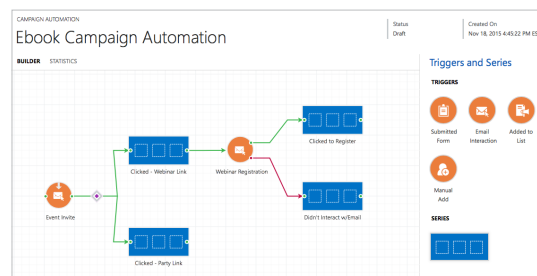 CAMPAIGN AUTOMATION
Ebook Campaign Automation
Status
Draft
Created On
Nov 18, 2015 4:45:22 PM ES
BUILDER STATISTICS
Triggers and Series
TRIGGERS
Submitted Form
Email Interaction
Added to List
Manual Add
SERIES
Clicked to Register
Clicked - Webinar Link
Webinar Registration
Event Invite
Didn't Interact w/Email
Clicked - Party Link